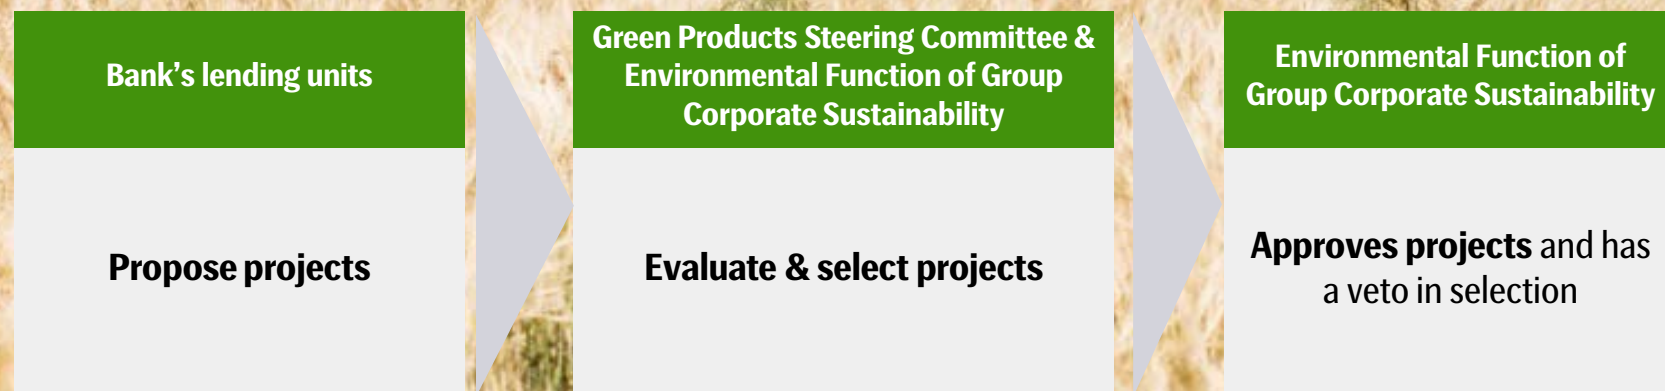 Bank's lending units
Propose projects
Green Products Steering Committee &
Environmental Function of Group
Corporate Sustainability
Evaluate & select projects
Environmental Function of
Group Corporate Sustainability
Approves projects and has
a veto in selection